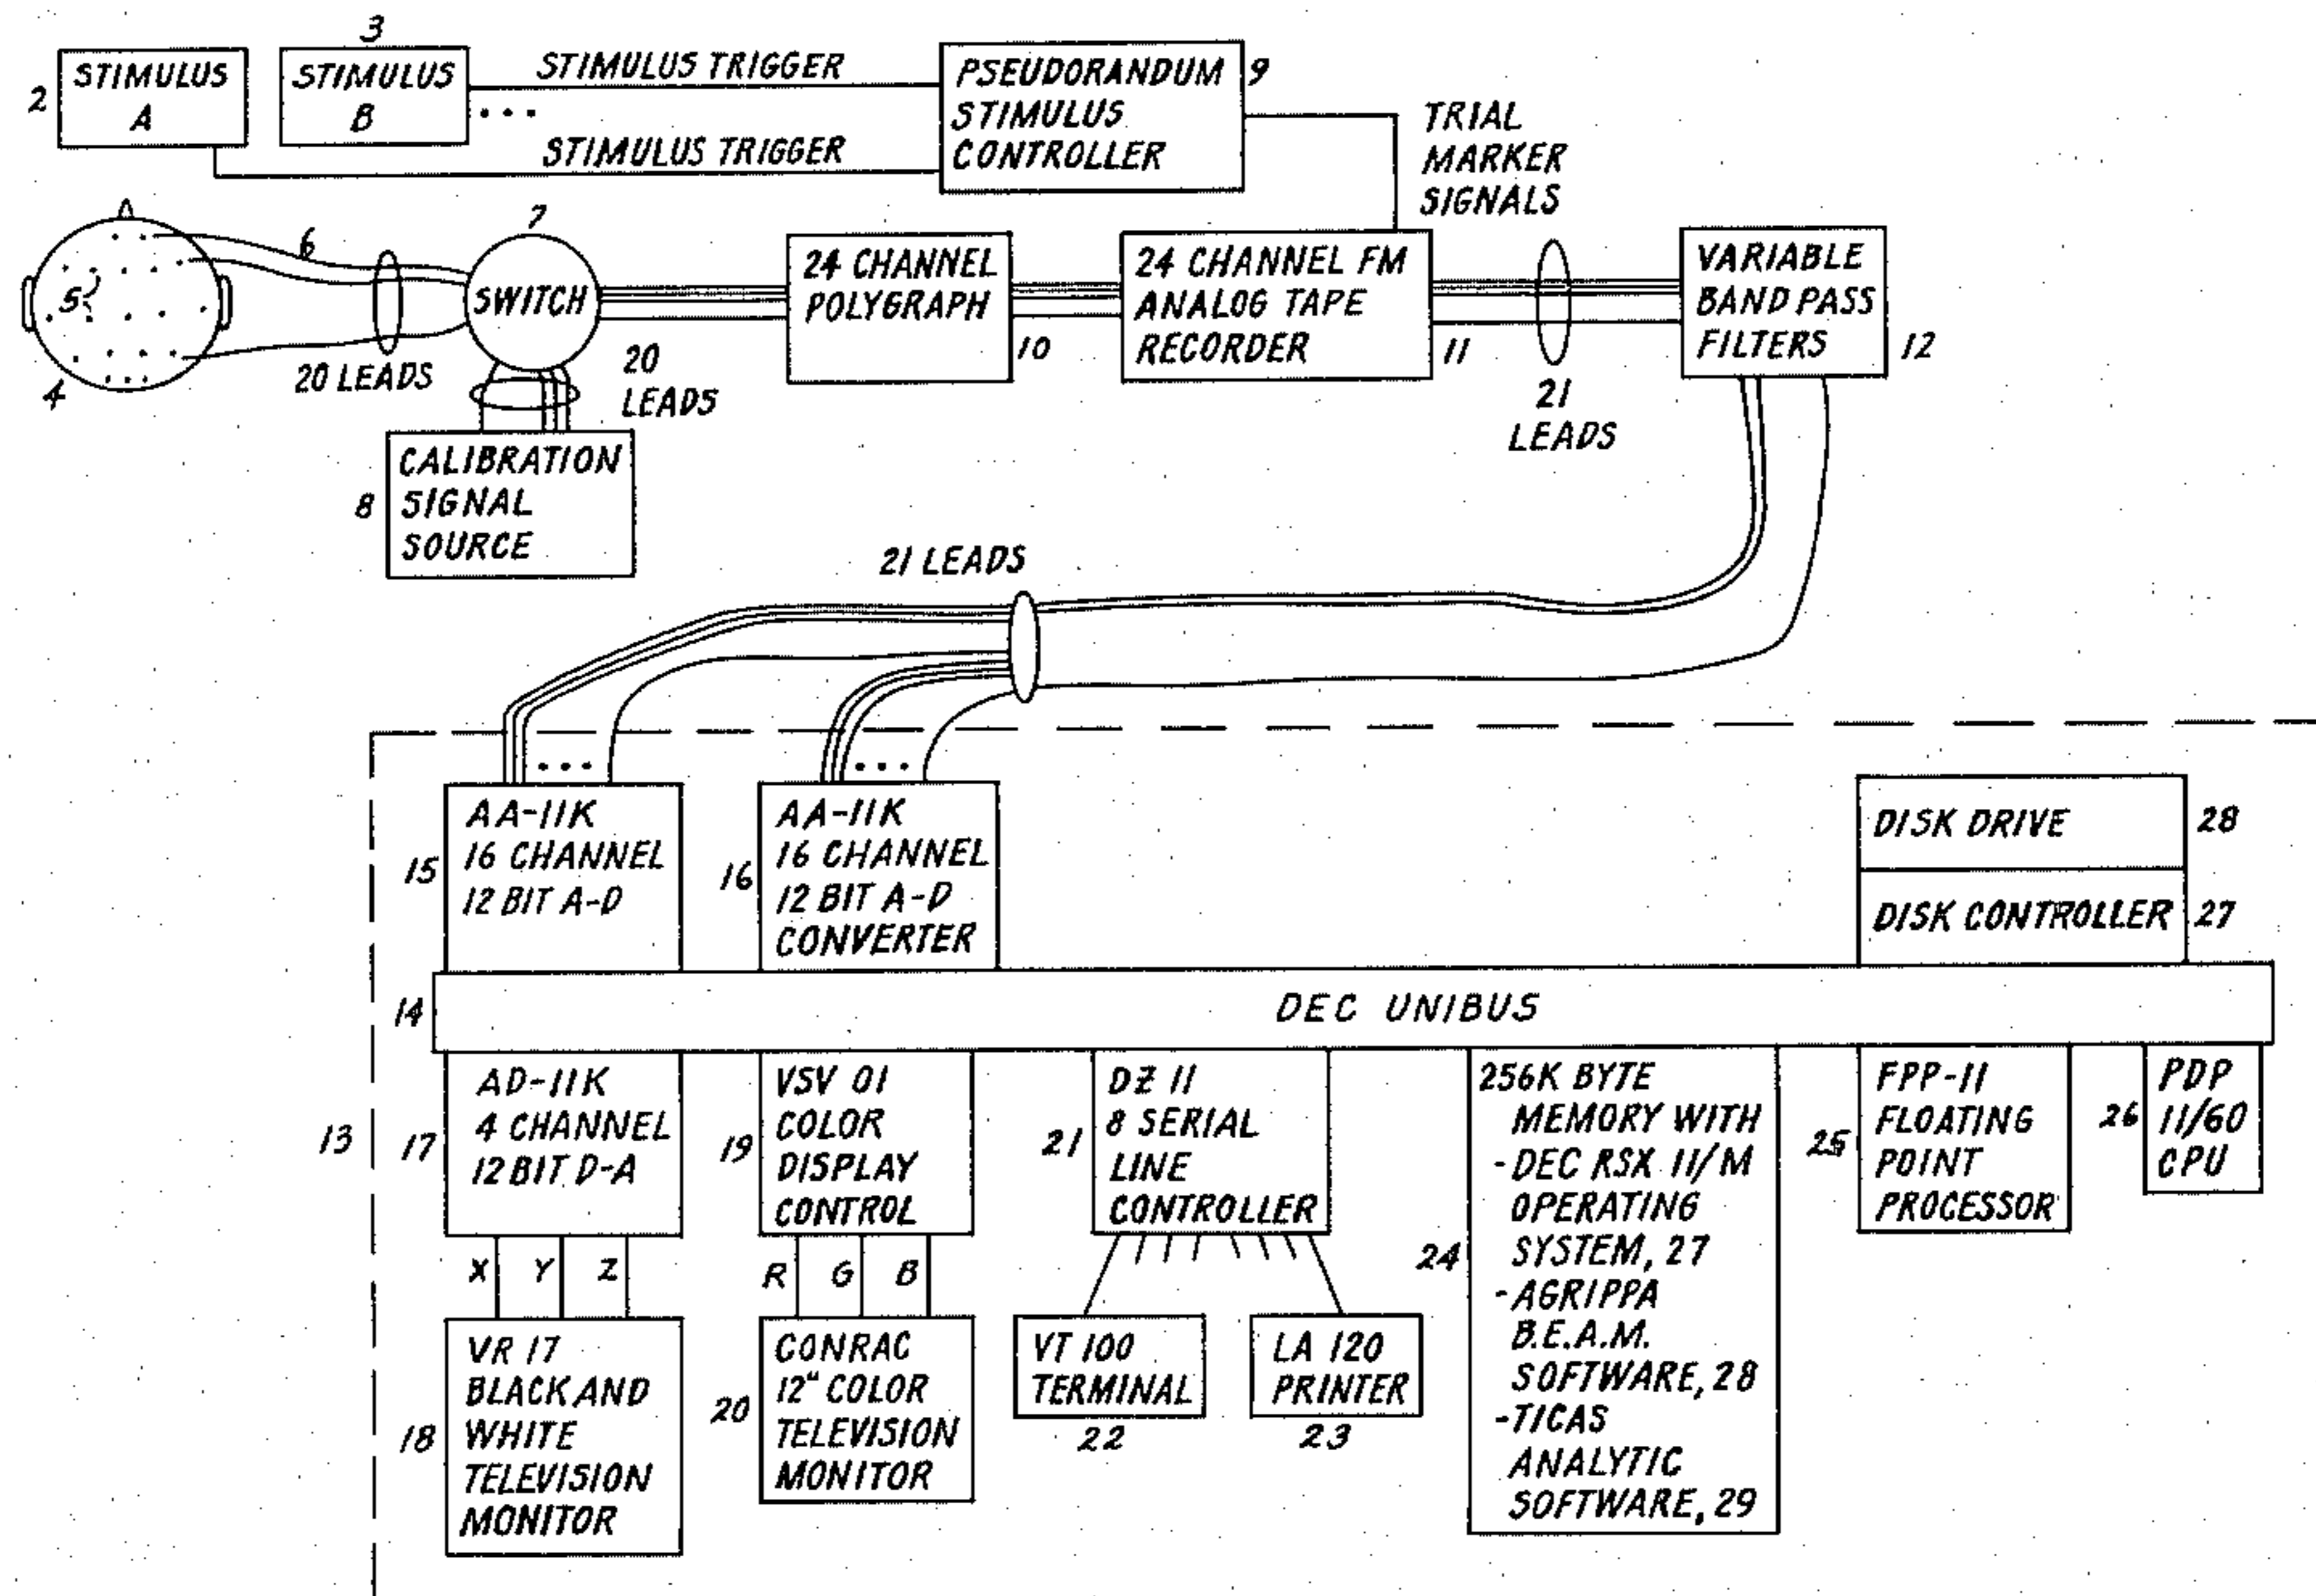 3
2
STIMULUS
A
STIMULUS
B
...
STIMULUS TRIGGER
STIMULUS TRIGGER
PSEUDORANDUM
STIMULUS
CONTROLLER
9
TRIAL
MARKER
SIGNALS
4
5
6
20 LEADS
7
SWITCH
20
LEADS
8
CALIBRATION
SIGNAL
SOURCE
24 CHANNEL
POLYGRAPH
10
24 CHANNEL FM
ANALOG TAPE
RECORDER
11
21
LEADS
VARIABLE
BAND PASS
FILTERS
12
21 LEADS
13
...
15
AA-11K
16 CHANNEL
12 BIT A-D
...
16
AA-11K
16 CHANNEL
12 BIT A-D
CONVERTER
DISK DRIVE
28
DISK CONTROLLER
27
14
DEC UNIBUS
17
AD-11K
4 CHANNEL
12 BIT D-A
X Y Z
18
VR 17
BLACK AND
WHITE
TELEVISION
MONITOR
19
VSV 01
COLOR
DISPLAY
CONTROL
R G B
20
CONRAC
12" COLOR
TELEVISION
MONITOR
21
DZ 11
8 SERIAL
LINE
CONTROLLER
VT 100
TERMINAL
22
LA 120
PRINTER
23
24
256K BYTE
MEMORY WITH
-DEC RSX 11/M
OPERATING
SYSTEM, 27
-AGRIPPA
B.E.A.M.
SOFTWARE, 28
-TICAS
ANALYTIC
SOFTWARE, 29
25
FPP-11
FLOATING
POINT
PROCESSOR
26
PDP
11/60
CPU